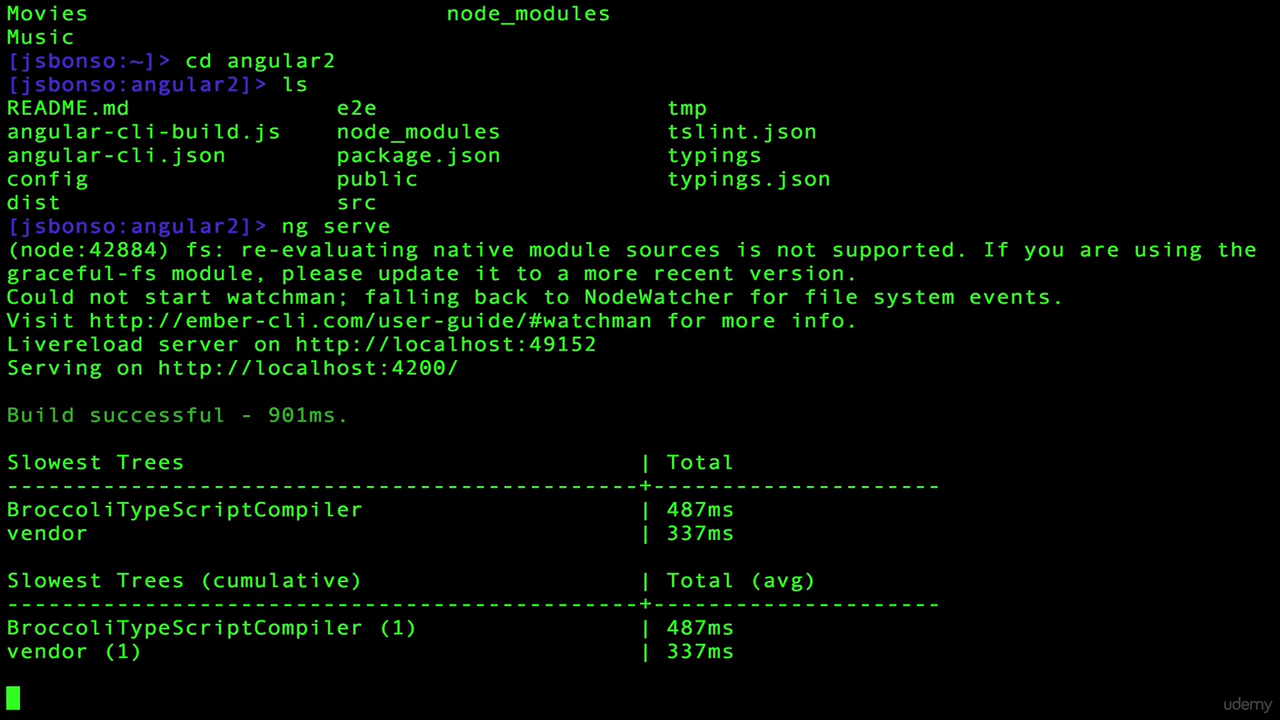 Movies node_modules
Music
[jsbonso:~]> cd angular2
[jsbonso:angular2]> ls
README.md e2e tmp
angular-cli-build.js node_modules tslint.json
angular-cli.json package.json typings
config public typings.json
dist src
[jsbonso:angular2]> ng serve
(node:42884) fs: re-evaluating native module sources is not supported. If you are using the
graceful-fs module, please update it to a more recent version.
Could not start watchman; falling back to NodeWatcher for file system events.
Visit http://ember-cli.com/user-guide/#watchman for more info.
Livereload server on http://localhost:49152
Serving on http://localhost:4200/
Build successful - 901ms.
Slowest Trees | Total
----------------------------------------------+---------------------
BroccoliTypeScriptCompiler | 487ms
vendor | 337ms
Slowest Trees (cumulative) | Total (avg)
----------------------------------------------+---------------------
BroccoliTypeScriptCompiler (1) | 487ms
vendor (1) | 337ms
udemy